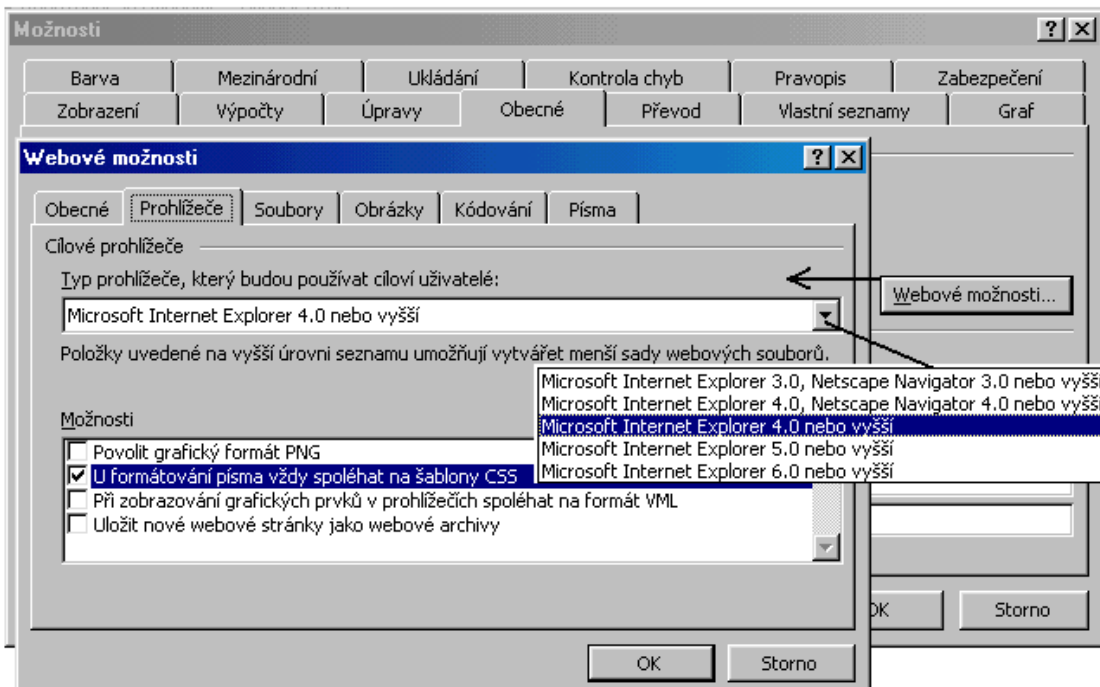 Možnosti
Barva Mezinárodní Ukládání Kontrola chyb Pravopis Zabezpečení
Zobrazení Výpočty Úpravy Obecné Převod Vlastní seznamy Graf
Webové možnosti
Obecné Prohlížeče Soubory Obrázky Kódování Písma
Cílové prohlížeče
Typ prohlížeče, který budou používat cíloví uživatelé:
Webové možnosti...
Microsoft Internet Explorer 4.0 nebo vyšší
Položky uvedené na vyšší úrovni seznamu umožňují vytvářet menší sady webových souborů.
Microsoft Internet Explorer 3.0, Netscape Navigator 3.0 nebo vyšší
Microsoft Internet Explorer 4.0, Netscape Navigator 4.0 nebo vyšší
Microsoft Internet Explorer 4.0 nebo vyšší
Microsoft Internet Explorer 5.0 nebo vyšší
Microsoft Internet Explorer 6.0 nebo vyšší
Možnosti
Povolit grafický formát PNG
U formátování písma vždy spoléhat na šablony CSS
Při zobrazování grafických prvků v prohlížečích spoléhat na formát VML
Uložit nové webové stránky jako webové archivy
OK Storno
OK Storno